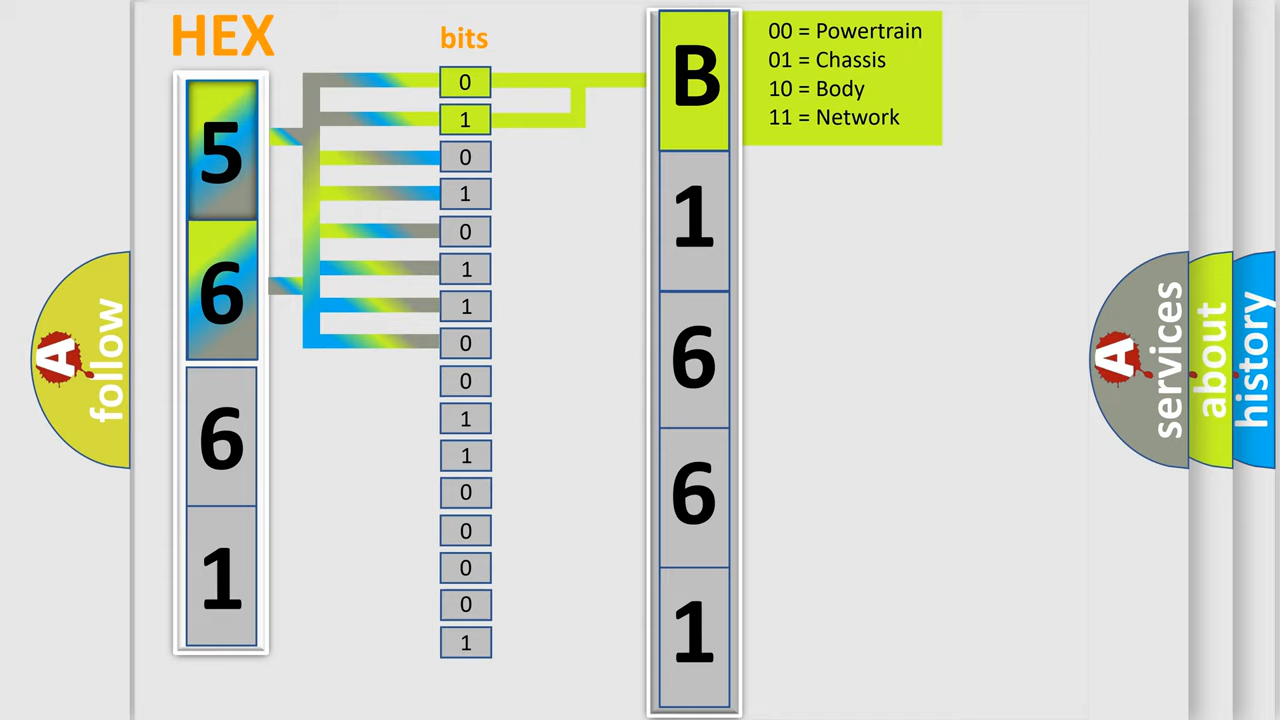 HEX
bits
5
6
6
1
0
1
0
1
0
1
1
0
0
1
1
0
0
0
0
1
B
1
6
6
1
00 = Powertrain
01 = Chassis
10 = Body
11 = Network
A
follow
A
services
about
history